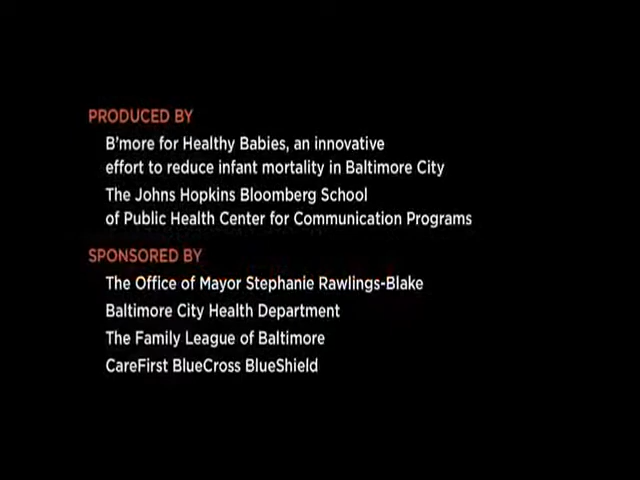 PRODUCED BY
B'more for Healthy Babies, an innovative
effort to reduce infant mortality in Baltimore City
The Johns Hopkins Bloomberg School
of Public Health Center for Communication Programs
SPONSORED BY
The Office of Mayor Stephanie Rawlings-Blake
Baltimore City Health Department
The Family League of Baltimore
CareFirst BlueCross BlueShield